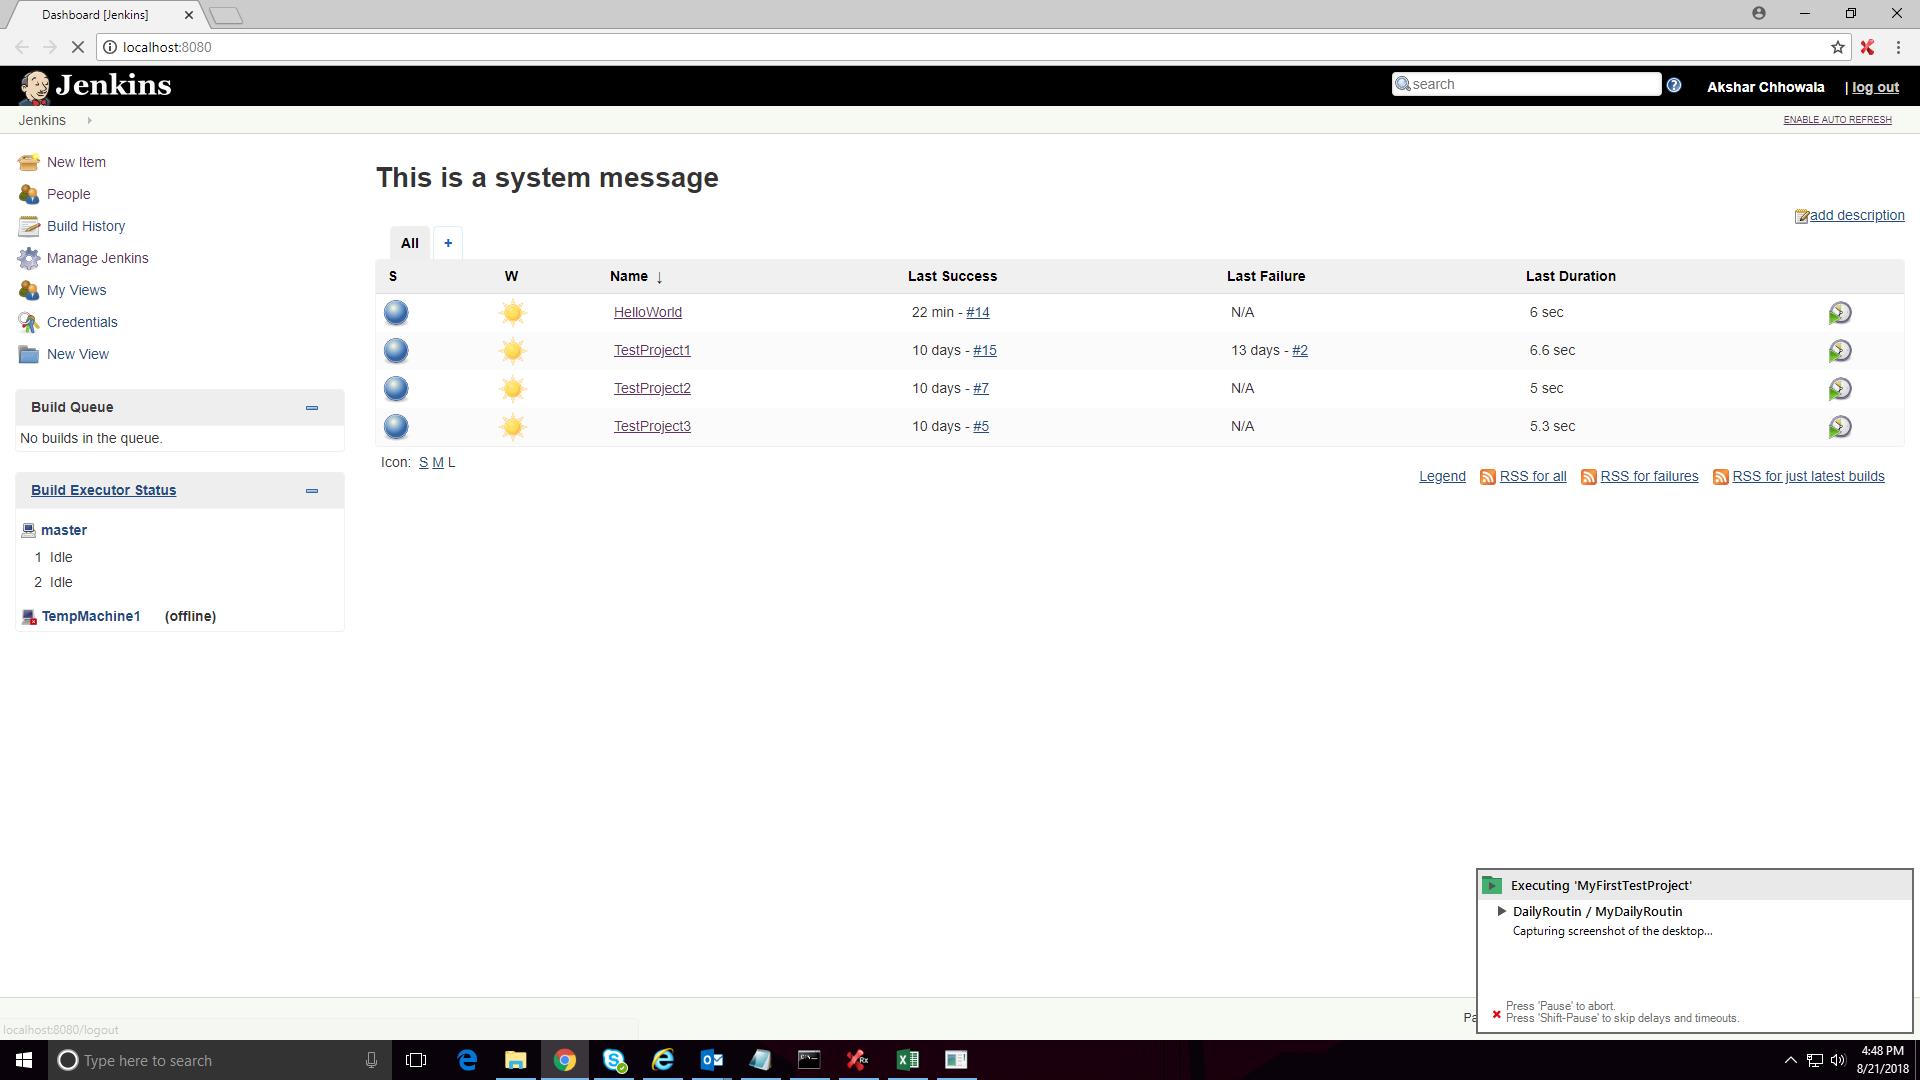 Dashboard [Jenkins]
localhost:8080
Jenkins
search
Akshar Chhowala
| log out
Jenkins
ENABLE AUTO REFRESH
New Item
People
Build History
Manage Jenkins
My Views
Credentials
New View
Build Queue
No builds in the queue.
Build Executor Status
master
1 Idle
2 Idle
TempMachine1 (offline)
This is a system message
add description
All +
S W Name ↓ Last Success Last Failure Last Duration
HelloWorld 22 min - #14 N/A 6 sec
TestProject1 10 days - #15 13 days - #2 6.6 sec
TestProject2 10 days - #7 N/A 5 sec
TestProject3 10 days - #5 N/A 5.3 sec
Icon: S M L
Legend RSS for all RSS for failures RSS for just latest builds
Executing 'MyFirstTestProject'
DailyRoutin / MyDailyRoutin
Capturing screenshot of the desktop...
Press 'Pause' to abort.
Press 'Shift-Pause' to skip delays and timeouts.
localhost:8080/logout
Type here to search
4:48 PM
8/21/2018